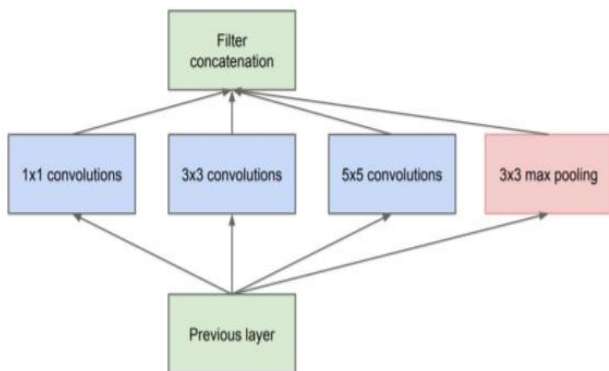 Filter
concatenation
1x1 convolutions
3x3 convolutions
5x5 convolutions
3x3 max pooling
Previous layer